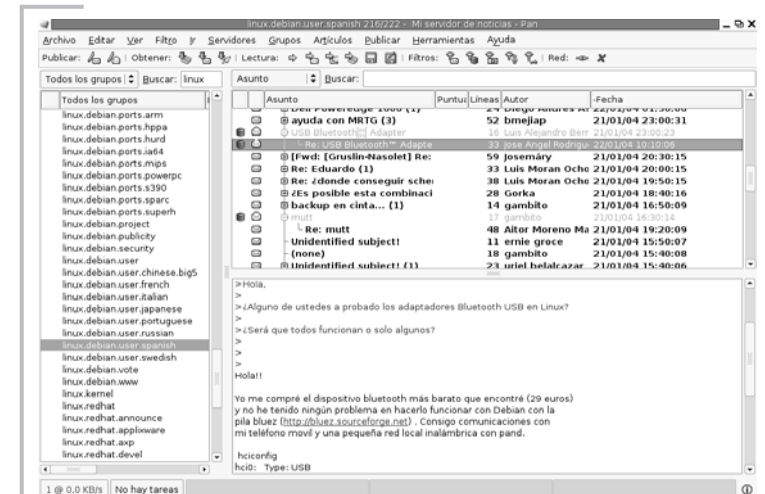 linux.debian.user.spanish 216/222 - Mi servidor de noticias - Pan
Archivo Editar Ver Filtro Ir Servidores Grupos Artículos Publicar Herramientas Ayuda
Publicar: Obtener: Lectura: Filtros: Red:
Todos los grupos Buscar: linux Asunto Buscar:
Todos los grupos
linux.debian.ports.arm
linux.debian.ports.hppa
linux.debian.ports.hurd
linux.debian.ports.ia64
linux.debian.ports.mips
linux.debian.ports.powerpc
linux.debian.ports.s390
linux.debian.ports.sparc
linux.debian.ports.superh
linux.debian.project
linux.debian.publicity
linux.debian.security
linux.debian.user
linux.debian.user.chinese.big5
linux.debian.user.french
linux.debian.user.italian
linux.debian.user.japanese
linux.debian.user.portuguese
linux.debian.user.russian
linux.debian.user.spanish
linux.debian.user.swedish
linux.debian.vote
linux.debian.www
linux.kernel
linux.redhat
linux.redhat.announce
linux.redhat.applixware
linux.redhat.axp
linux.redhat.devel
Asunto Puntu Líneas Autor -Fecha
Dell Poweredge 1600 (1) 24 Diego Andres 22/01/04 01:30:00
ayuda con MRTG (3) 52 bmejiap 21/01/04 23:00:31
USB Bluetooth Adapter 16 Luis Alejandro Berr 21/01/04 23:00:23
Re: USB Bluetooth™ Adapte 33 Jose Angel Rodrigu 22/01/04 10:10:06
[Fwd: [Gruslin-Nasolet] Re: 59 Josemáry 21/01/04 20:30:15
Re: Eduardo (1) 33 Luis Moran Ocho 21/01/04 20:00:15
Re: ¿donde conseguir sche 38 Luis Moran Ocho 21/01/04 19:50:15
¿Es posible esta combinaci 28 Gorka 21/01/04 18:40:16
backup en cinta... (1) 14 gambito 21/01/04 16:50:09
mutt 17 gambito 21/01/04 16:30:14
Re: mutt 48 Aitor Moreno Ma 21/01/04 19:20:09
Unidentified subject! 11 ernie groce 21/01/04 15:50:07
(none) 18 gambito 21/01/04 15:40:08
Unidentified subject! (1) 23 uriel belalcazar 21/01/04 15:40:06
>Hola,
>
>¿Alguno de ustedes a probado los adaptadores Bluetooth USB en Linux?
>
>¿Será que todos funcionan o solo algunos?
>
>
>
Hola!!
Yo me compré el dispositivo bluetooth más barato que encontré (29 euros)
y no he tenido ningún problema en hacerlo funcionar con Debian con la
pila bluez (http://bluez.sourceforge.net) . Consigo comunicaciones con
mi teléfono movil y una pequeña red local inalámbrica con pand.
hciconfig
hci0: Type: USB
1 @ 0,0 KB/s No hay tareas